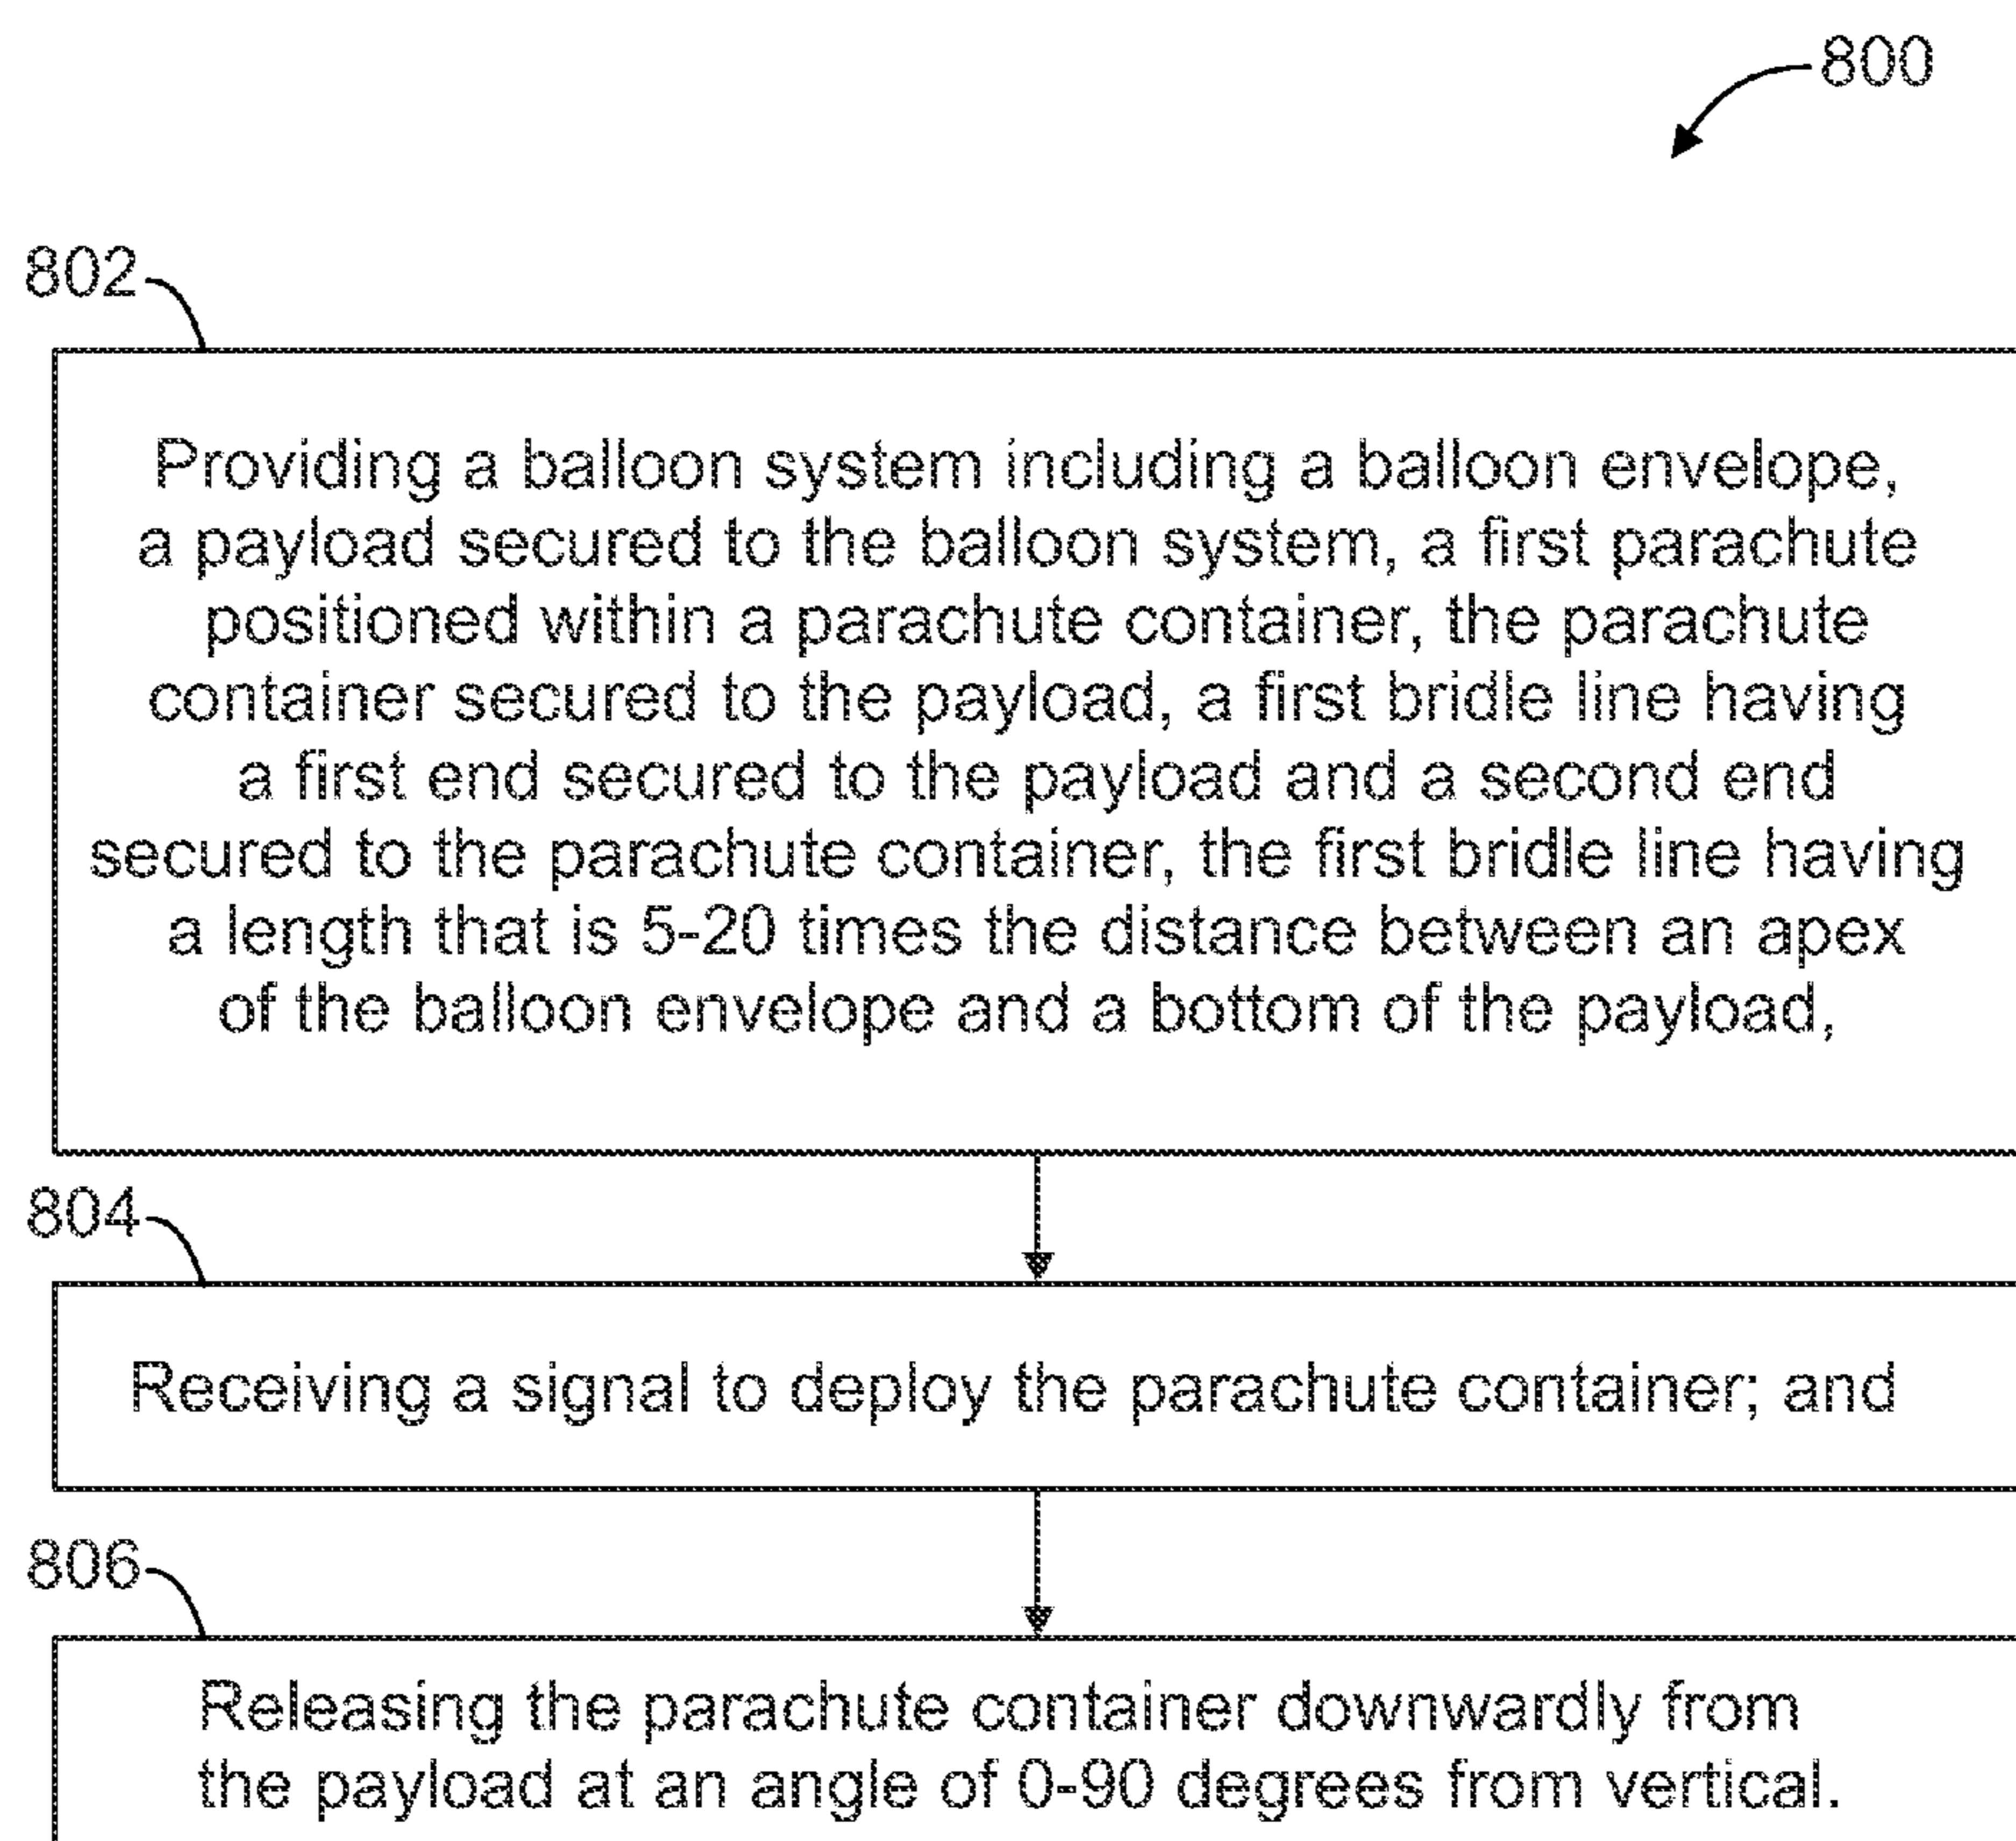 800
802
Providing a balloon system including a balloon envelope,
a payload secured to the balloon system, a first parachute
positioned within a parachute container, the parachute
container secured to the payload, a first bridle line having
a first end secured to the payload and a second end
secured to the parachute container, the first bridle line having
a length that is 5-20 times the distance between an apex
of the balloon envelope and a bottom of the payload,
804
Receiving a signal to deploy the parachute container; and
806
Releasing the parachute container downwardly from
the payload at an angle of 0-90 degrees from vertical.